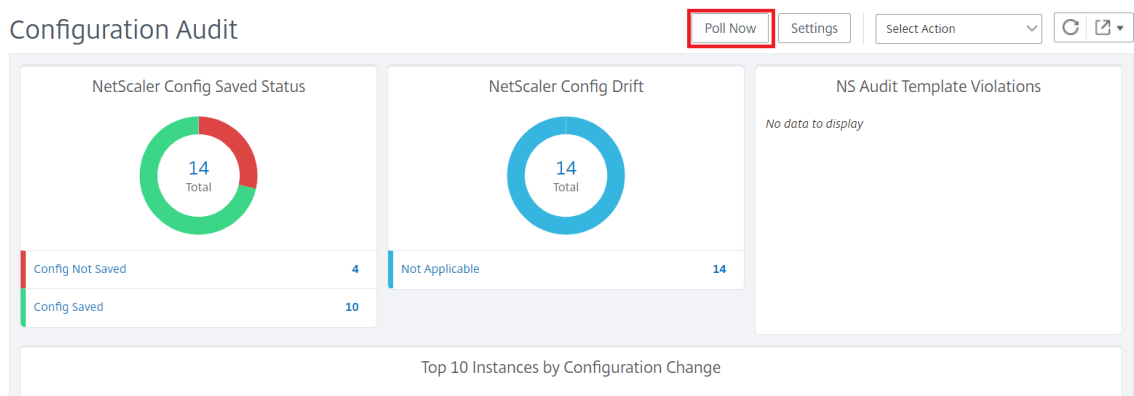 Configuration Audit
Poll Now
Settings
Select Action
NetScaler Config Saved Status
14
Total
Config Not Saved 4
Config Saved 10
NetScaler Config Drift
14
Total
Not Applicable 14
NS Audit Template Violations
No data to display
Top 10 Instances by Configuration Change